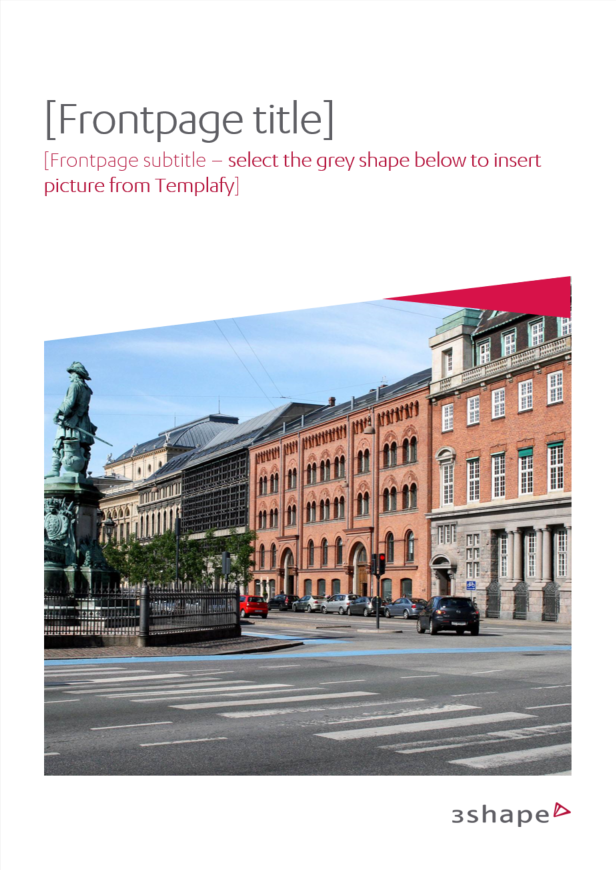 [Frontpage title]
[Frontpage subtitle – select the grey shape below to insert
picture from Templafy]
3shape